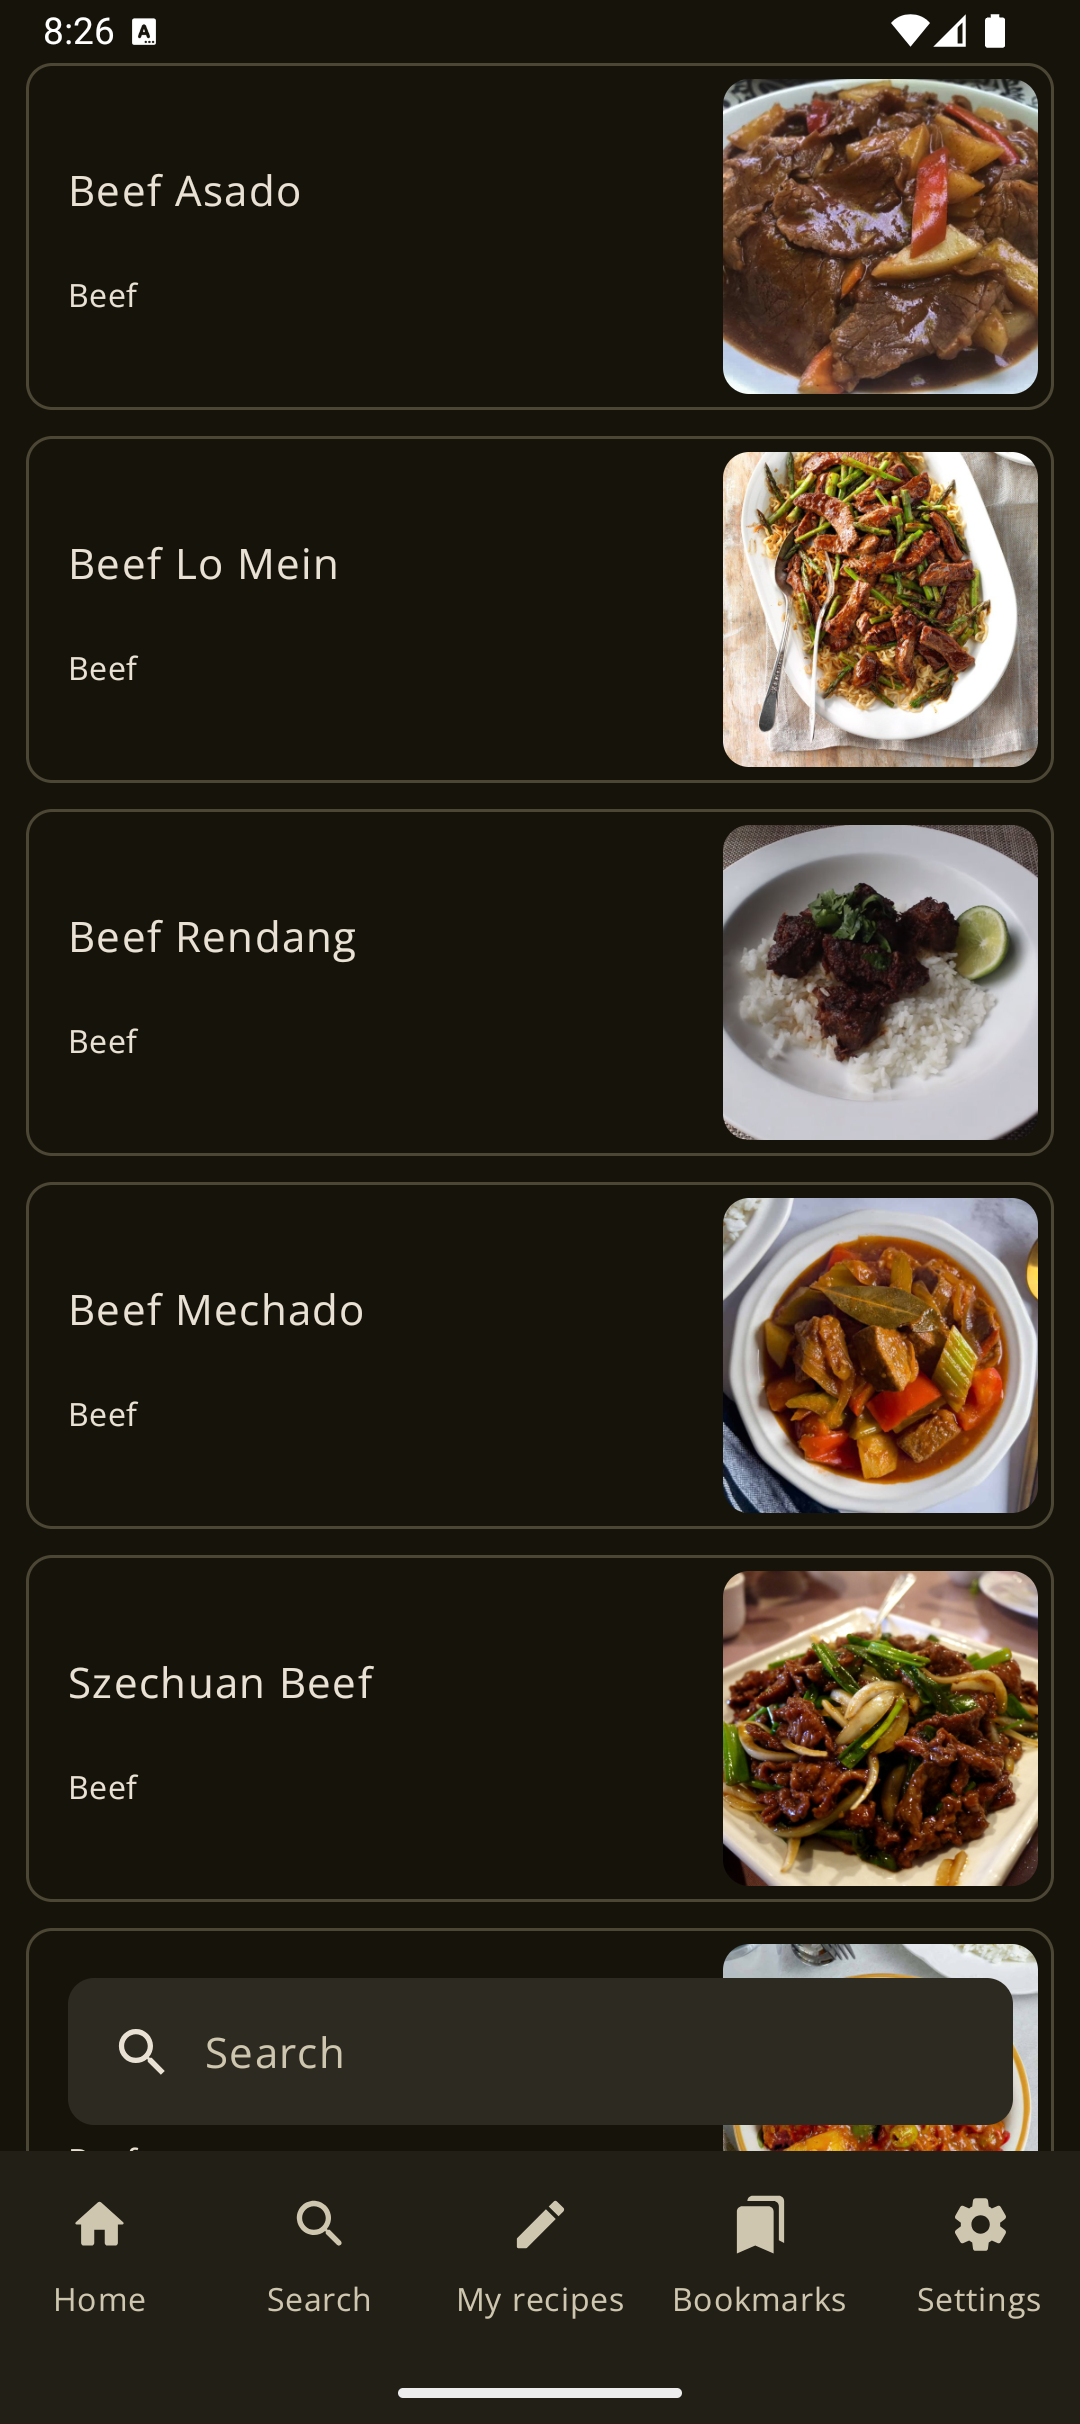 8:26
Beef Asado
Beef
Beef Lo Mein
Beef
Beef Rendang
Beef
Beef Mechado
Beef
Szechuan Beef
Beef
Search
Home
Search
My recipes
Bookmarks
Settings